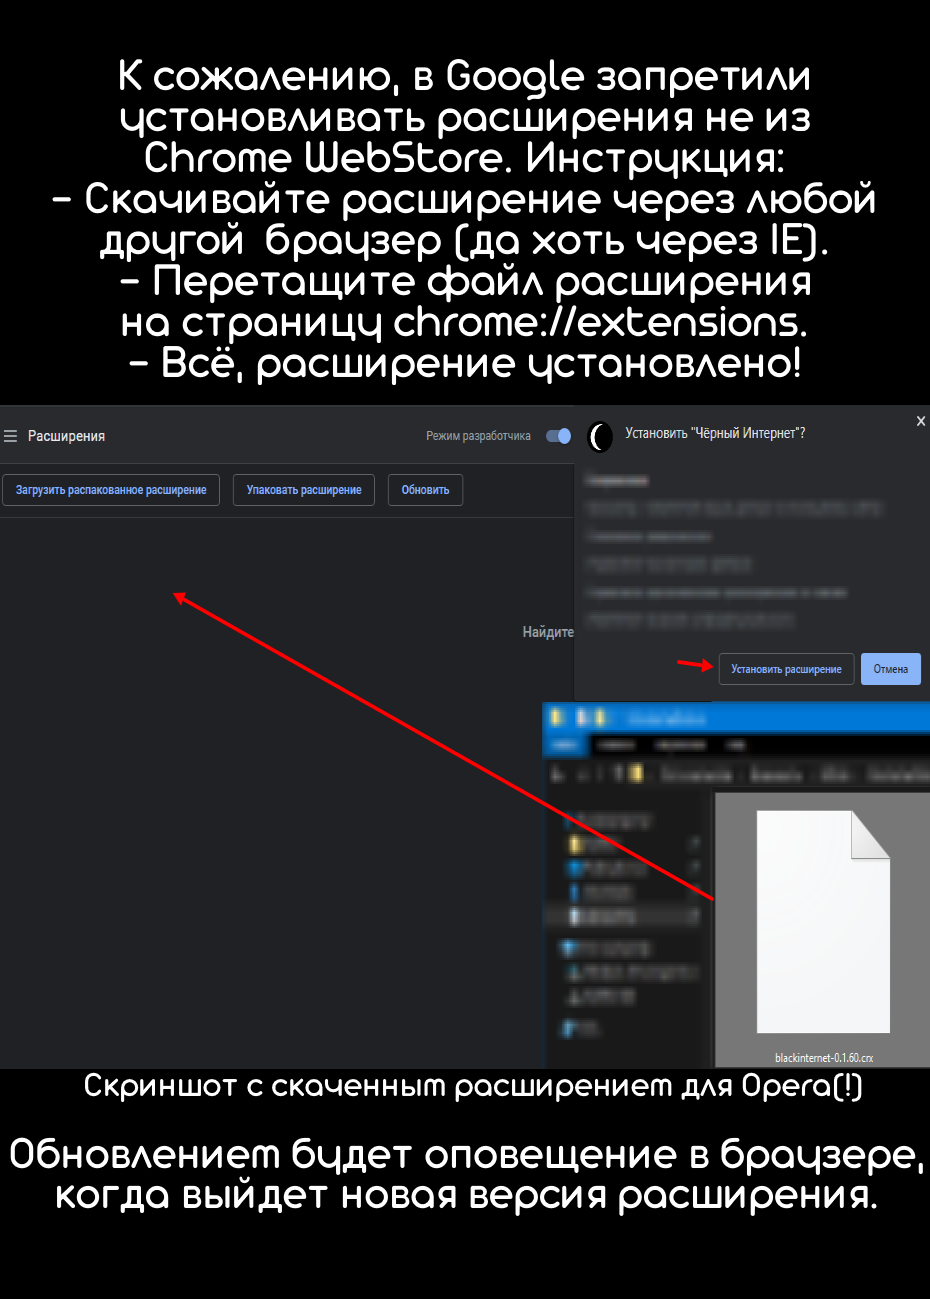 К сожалению, в Google запретили
устанавливать расширения не из
Chrome WebStore. Инструкция:
- Скачивайте расширение через любой
другой браузер (да хоть через IE).
- Перетащите файл расширения
на страницу chrome://extensions.
- Всё, расширение установлено!
Расширения
Режим разработчика
Установить "Чёрный Интернет"?
Загрузить распакованное расширение
Упаковать расширение
Обновить
Найдите
Установить расширение
Отмена
blackinternet-0.1.60.crx
Скриншот с скаченным расширением для Opera(!)
Обновлением будет оповещение в браузере,
когда выйдет новая версия расширения.